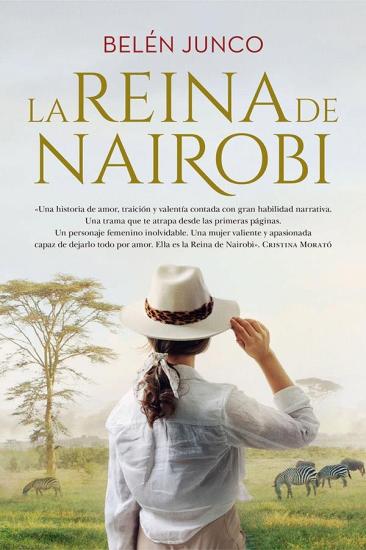 BELÉN JUNCO
LA REINA DE
NAIROBI
«Una historia de amor, traición y valentía contada con gran habilidad narrativa.
Una trama que te atrapa desde las primeras páginas.
Un personaje femenino inolvidable. Una mujer valiente y apasionada
capaz de dejarlo todo por amor. Ella es la Reina de Nairobi». CRISTINA MORATÓ